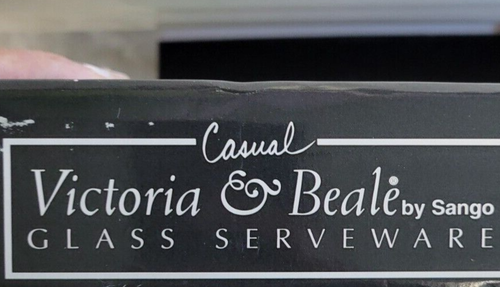 Casual
Victoria & Beale® by Sango
GLASS SERVEWARE